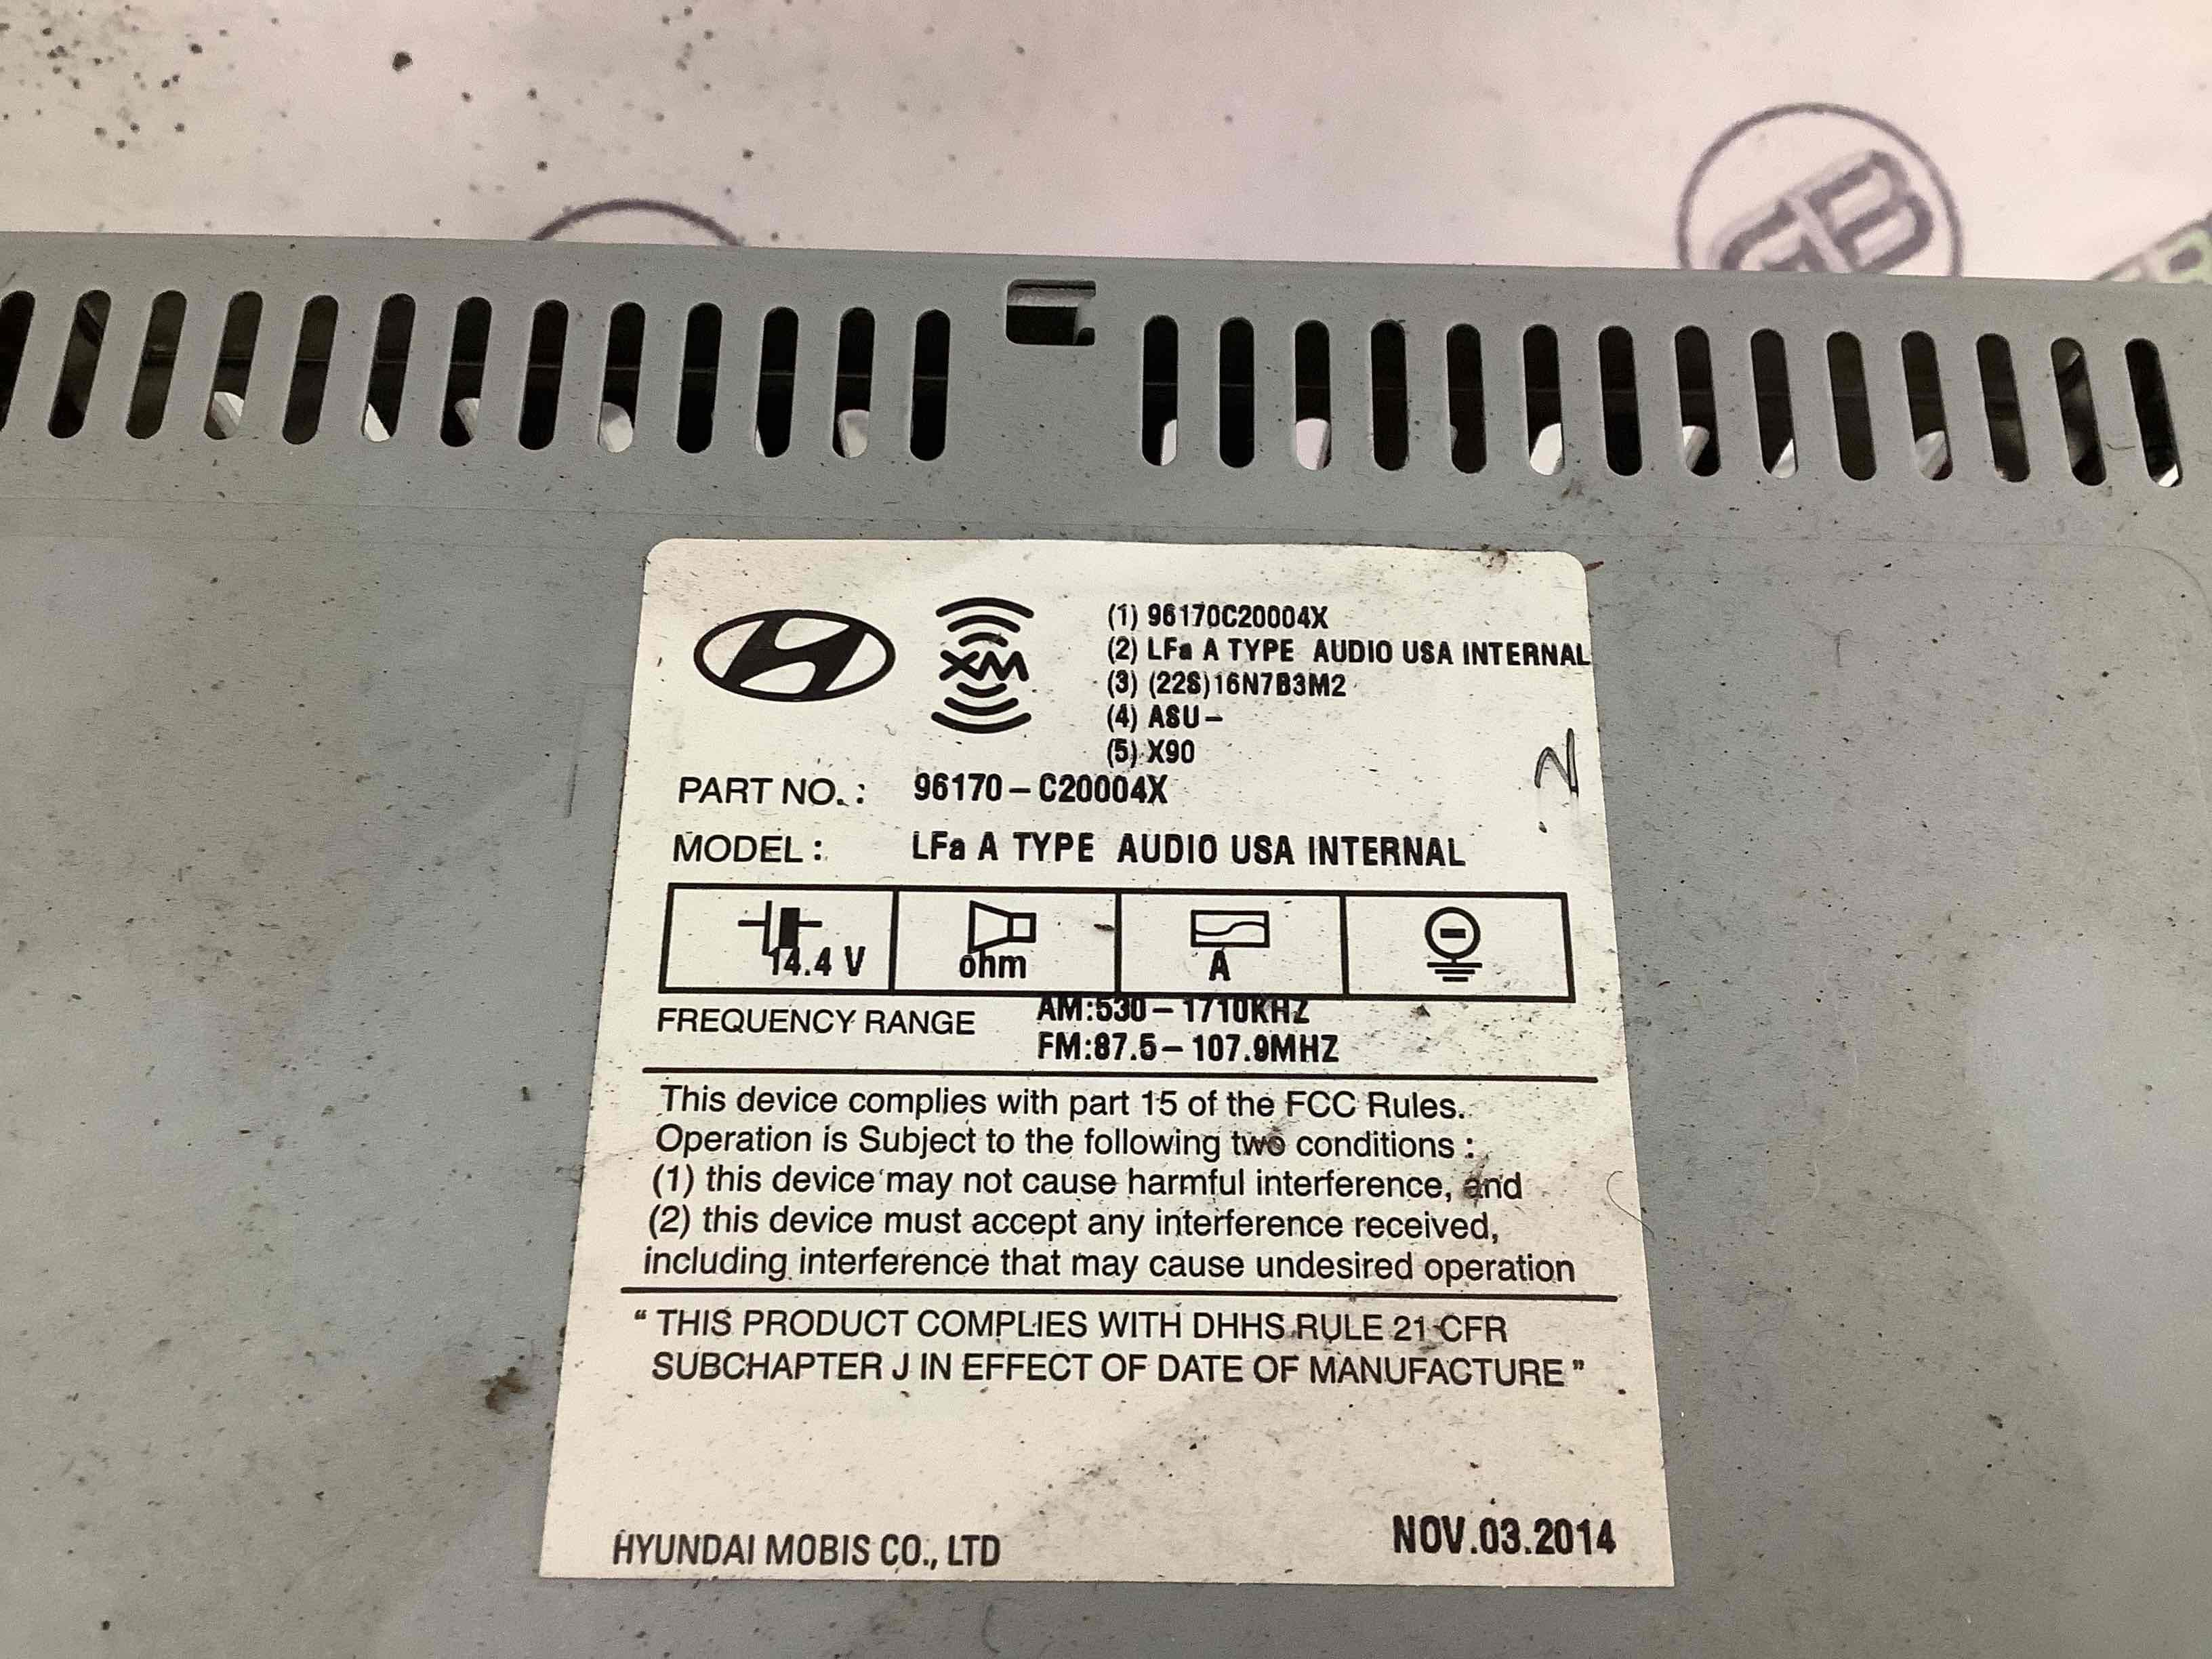 GB
XM
(1) 96170C20004X
(2) LFa A TYPE AUDIO USA INTERNAL
(3) (22S)16N7B3M2
(4) ASU-
(5) X90
PART NO. : 96170-C20004X
MODEL : LFa A TYPE AUDIO USA INTERNAL
N
14.4 V
ohm
A
FREQUENCY RANGE
AM:530-1710KHZ
FM:87.5-107.9MHZ
This device complies with part 15 of the FCC Rules.
Operation is Subject to the following two conditions :
(1) this device may not cause harmful interference, and
(2) this device must accept any interference received,
including interference that may cause undesired operation
“ THIS PRODUCT COMPLIES WITH DHHS RULE 21 CFR
SUBCHAPTER J IN EFFECT OF DATE OF MANUFACTURE ”
HYUNDAI MOBIS CO., LTD
NOV.03.2014